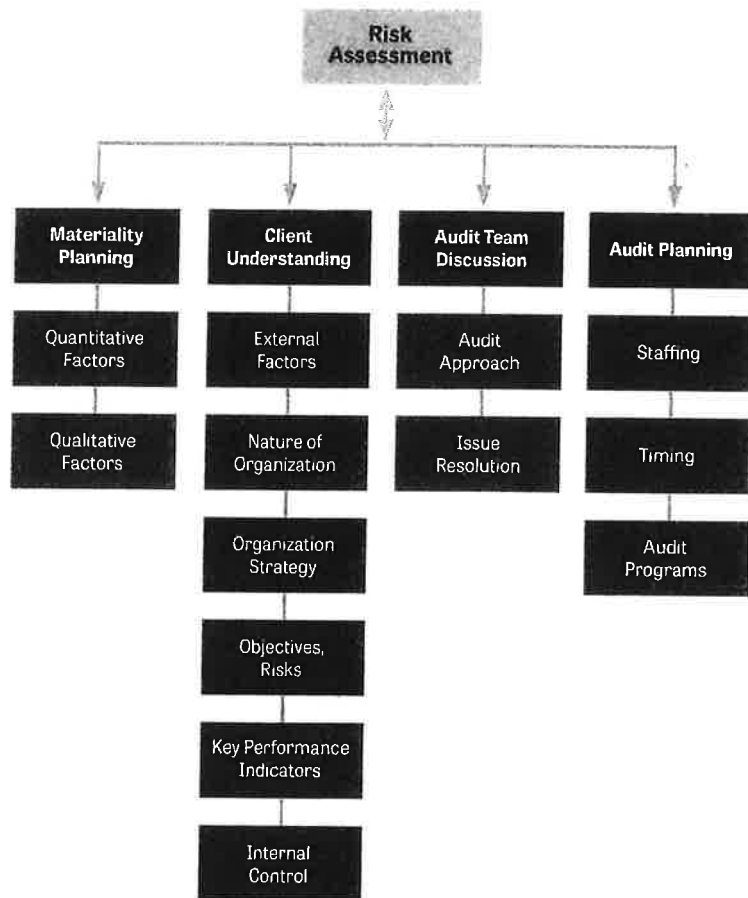 Risk
Assessment
Materiality
Planning
Quantitative
Factors
Qualitative
Factors
Client
Understanding
External
Factors
Nature of
Organization
Organization
Strategy
Objectives,
Risks
Key Performance
Indicators
Internal
Control
Audit Team
Discussion
Audit
Approach
Issue
Resolution
Audit Planning
Staffing
Timing
Audit
Programs